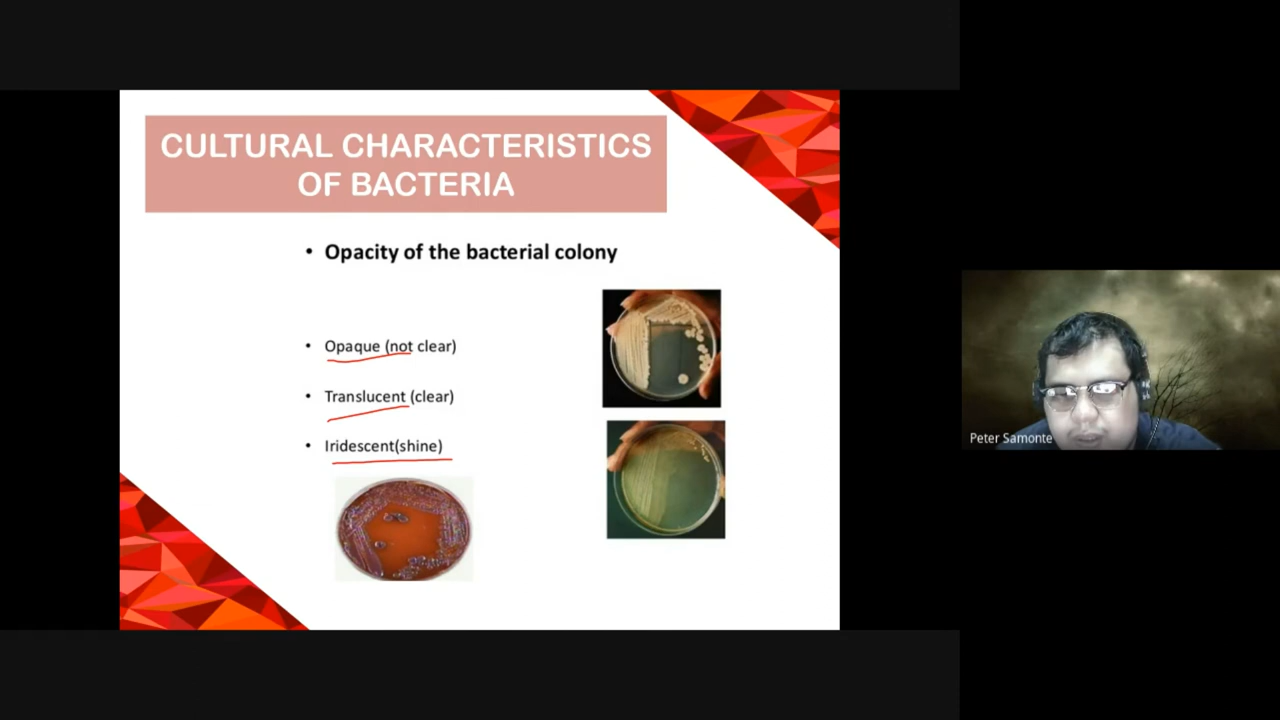 CULTURAL CHARACTERISTICS
OF BACTERIA
• Opacity of the bacterial colony
• Opaque (not clear)
• Translucent (clear)
• Iridescent(shine)
Peter Samonte